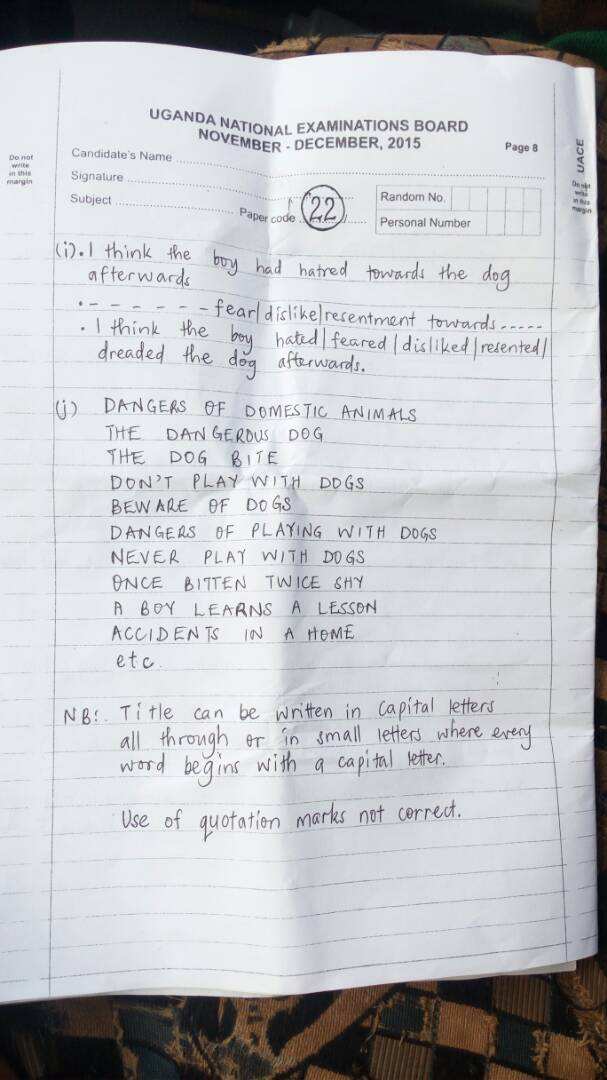 UGANDA NATIONAL EXAMINATIONS BOARD
NOVEMBER - DECEMBER, 2015
Page 8
UACE
Do not write in this margin
Candidate's Name
Signature
Subject
Paper code 22
Random No.
Personal Number
Do not write in this margin
(i). I think the boy had hatred towards the dog
afterwards
. - - - - - - - fear/dislike/resentment towards -----
. I think the boy hated/feared/disliked/resented/
dreaded the dog afterwards.
(j) DANGERS OF DOMESTIC ANIMALS
THE DANGEROUS DOG
THE DOG BITE
DON'T PLAY WITH DOGS
BEWARE OF DOGS
DANGERS OF PLAYING WITH DOGS
NEVER PLAY WITH DOGS
ONCE BITTEN TWICE SHY
A BOY LEARNS A LESSON
ACCIDENTS IN A HOME
etc.
NB:. Title can be written in capital letters
all through or in small letters where every
word begins with a capital letter.
Use of quotation marks not correct.